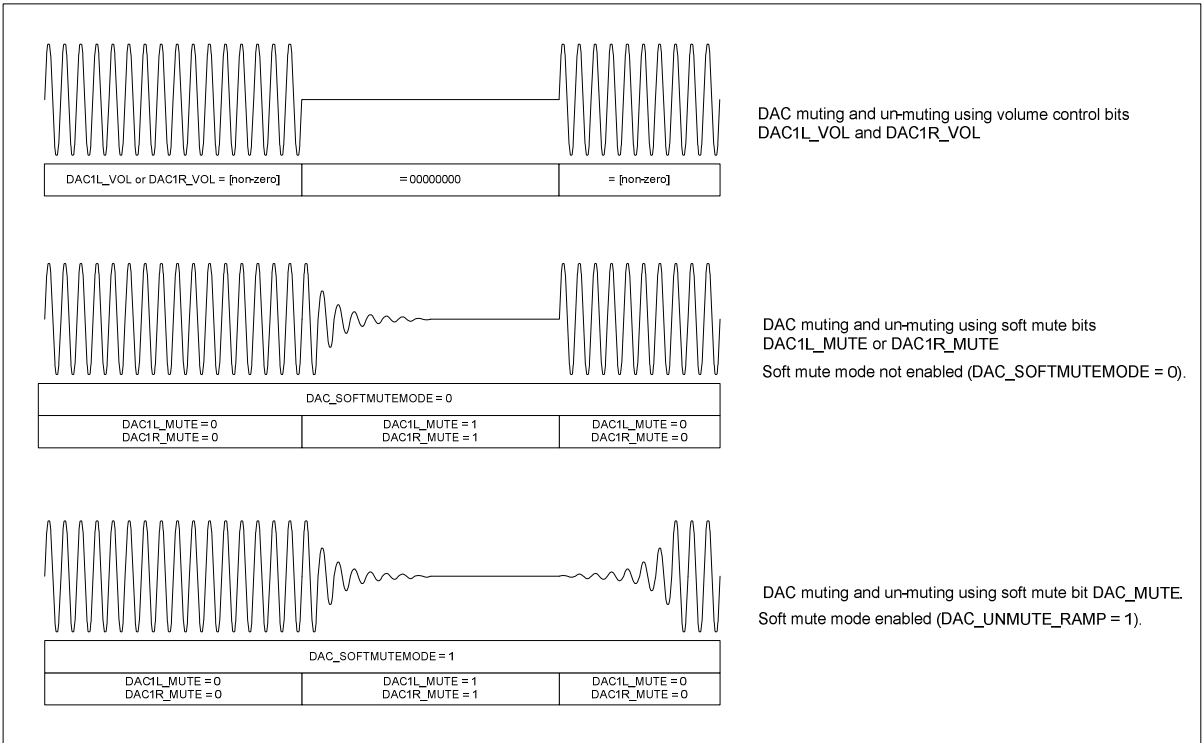 DAC muting and un-muting using volume control bits
DAC1L_VOL and DAC1R_VOL
DAC1L_VOL or DAC1R_VOL = [non-zero]
= 00000000
= [non-zero]
DAC muting and un-muting using soft mute bits
DAC1L_MUTE or DAC1R_MUTE
Soft mute mode not enabled (DAC_SOFTMUTEMODE = 0).
DAC_SOFTMUTEMODE = 0
DAC1L_MUTE = 0
DAC1R_MUTE = 0
DAC1L_MUTE = 1
DAC1R_MUTE = 1
DAC1L_MUTE = 0
DAC1R_MUTE = 0
DAC muting and un-muting using soft mute bit DAC_MUTE.
Soft mute mode enabled (DAC_UNMUTE_RAMP = 1).
DAC_SOFTMUTEMODE = 1
DAC1L_MUTE = 0
DAC1R_MUTE = 0
DAC1L_MUTE = 1
DAC1R_MUTE = 1
DAC1L_MUTE = 0
DAC1R_MUTE = 0